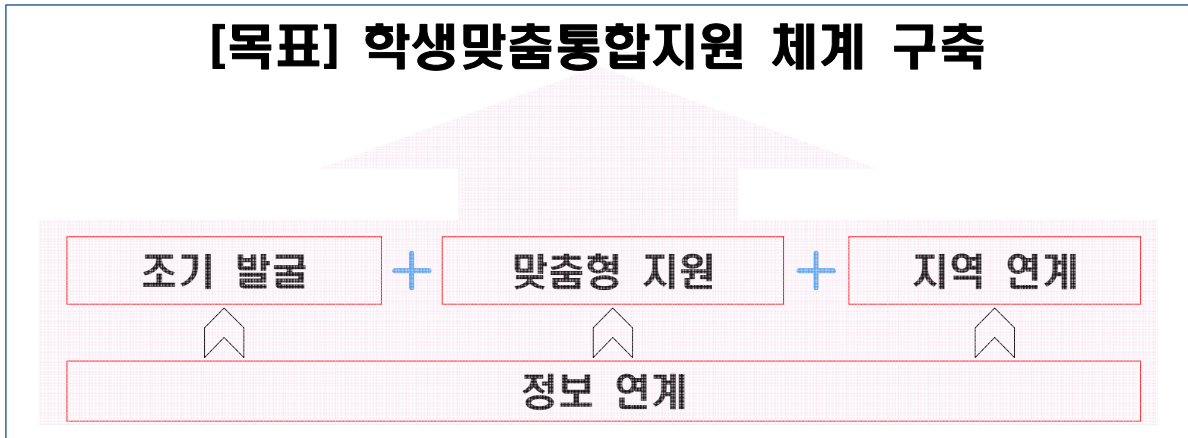 [목표] 학생맞춤통합지원 체계 구축
조기 발굴 + 맞춤형 지원 + 지역 연계
정보 연계